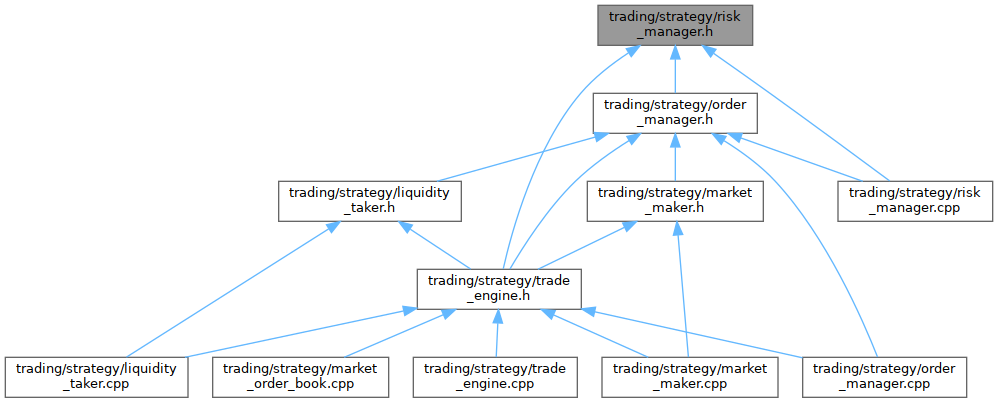 trading/strategy/risk
_manager.h
trading/strategy/order
_manager.h
trading/strategy/liquidity
_taker.h
trading/strategy/market
_maker.h
trading/strategy/risk
_manager.cpp
trading/strategy/trade
_engine.h
trading/strategy/liquidity
_taker.cpp
trading/strategy/market
_order_book.cpp
trading/strategy/trade
_engine.cpp
trading/strategy/market
_maker.cpp
trading/strategy/order
_manager.cpp